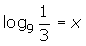 log₉ 1/3 = x